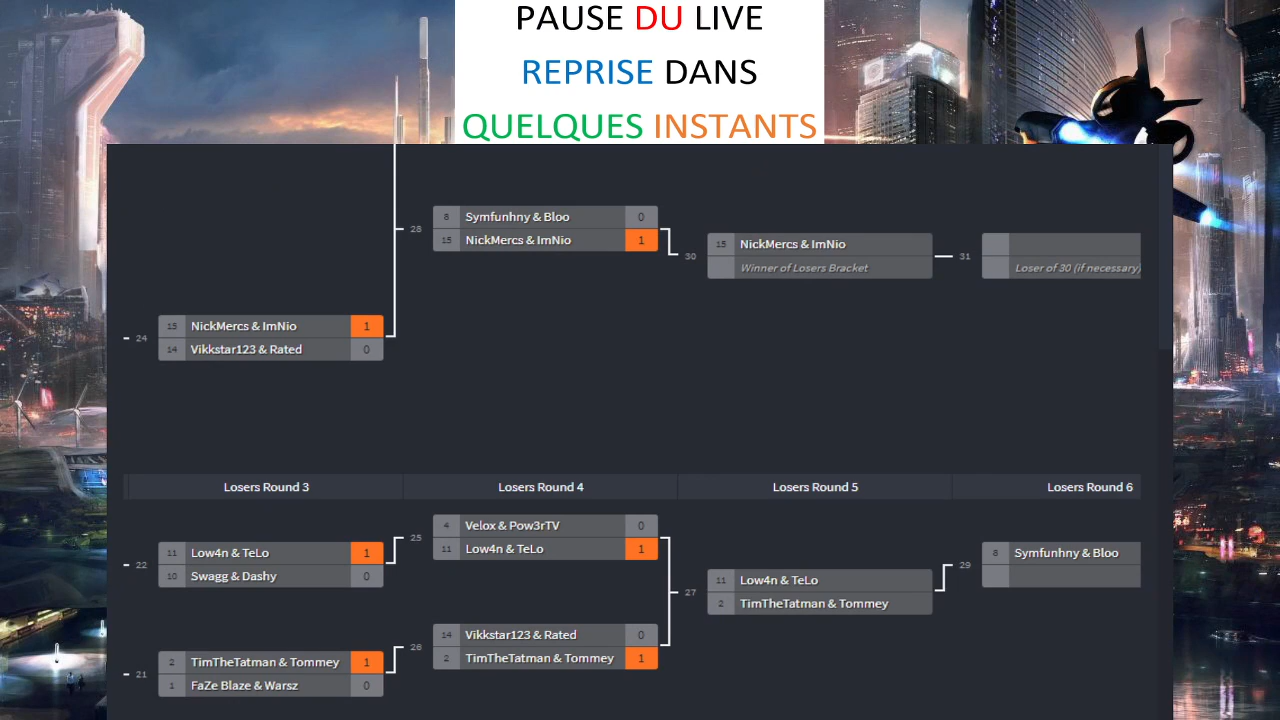 PAUSE DU LIVE
REPRISE DANS
QUELQUES INSTANTS
28
8 Symfunhny & Bloo 0
15 NickMercs & ImNio 1
30
15 NickMercs & ImNio
Winner of Losers Bracket
31
Loser of 30 (if necessary)
24
15 NickMercs & ImNio 1
14 Vikkstar123 & Rated 0
Losers Round 3
Losers Round 4
Losers Round 5
Losers Round 6
22
11 Low4n & TeLo 1
10 Swagg & Dashy 0
25
4 Velox & Pow3rTV 0
11 Low4n & TeLo 1
27
11 Low4n & TeLo
2 TimTheTatman & Tommey
29
8 Symfunhny & Bloo
21
2 TimTheTatman & Tommey 1
1 FaZe Blaze & Warsz 0
26
14 Vikkstar123 & Rated 0
2 TimTheTatman & Tommey 1